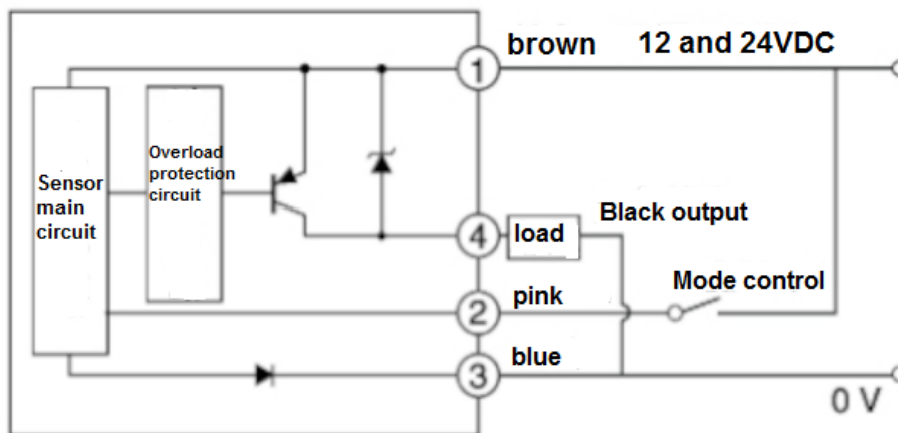 1 brown 12 and 24VDC
Overload
protection
circuit
Sensor
main
circuit
4 load Black output
Mode control
2 pink
3 blue
0 V